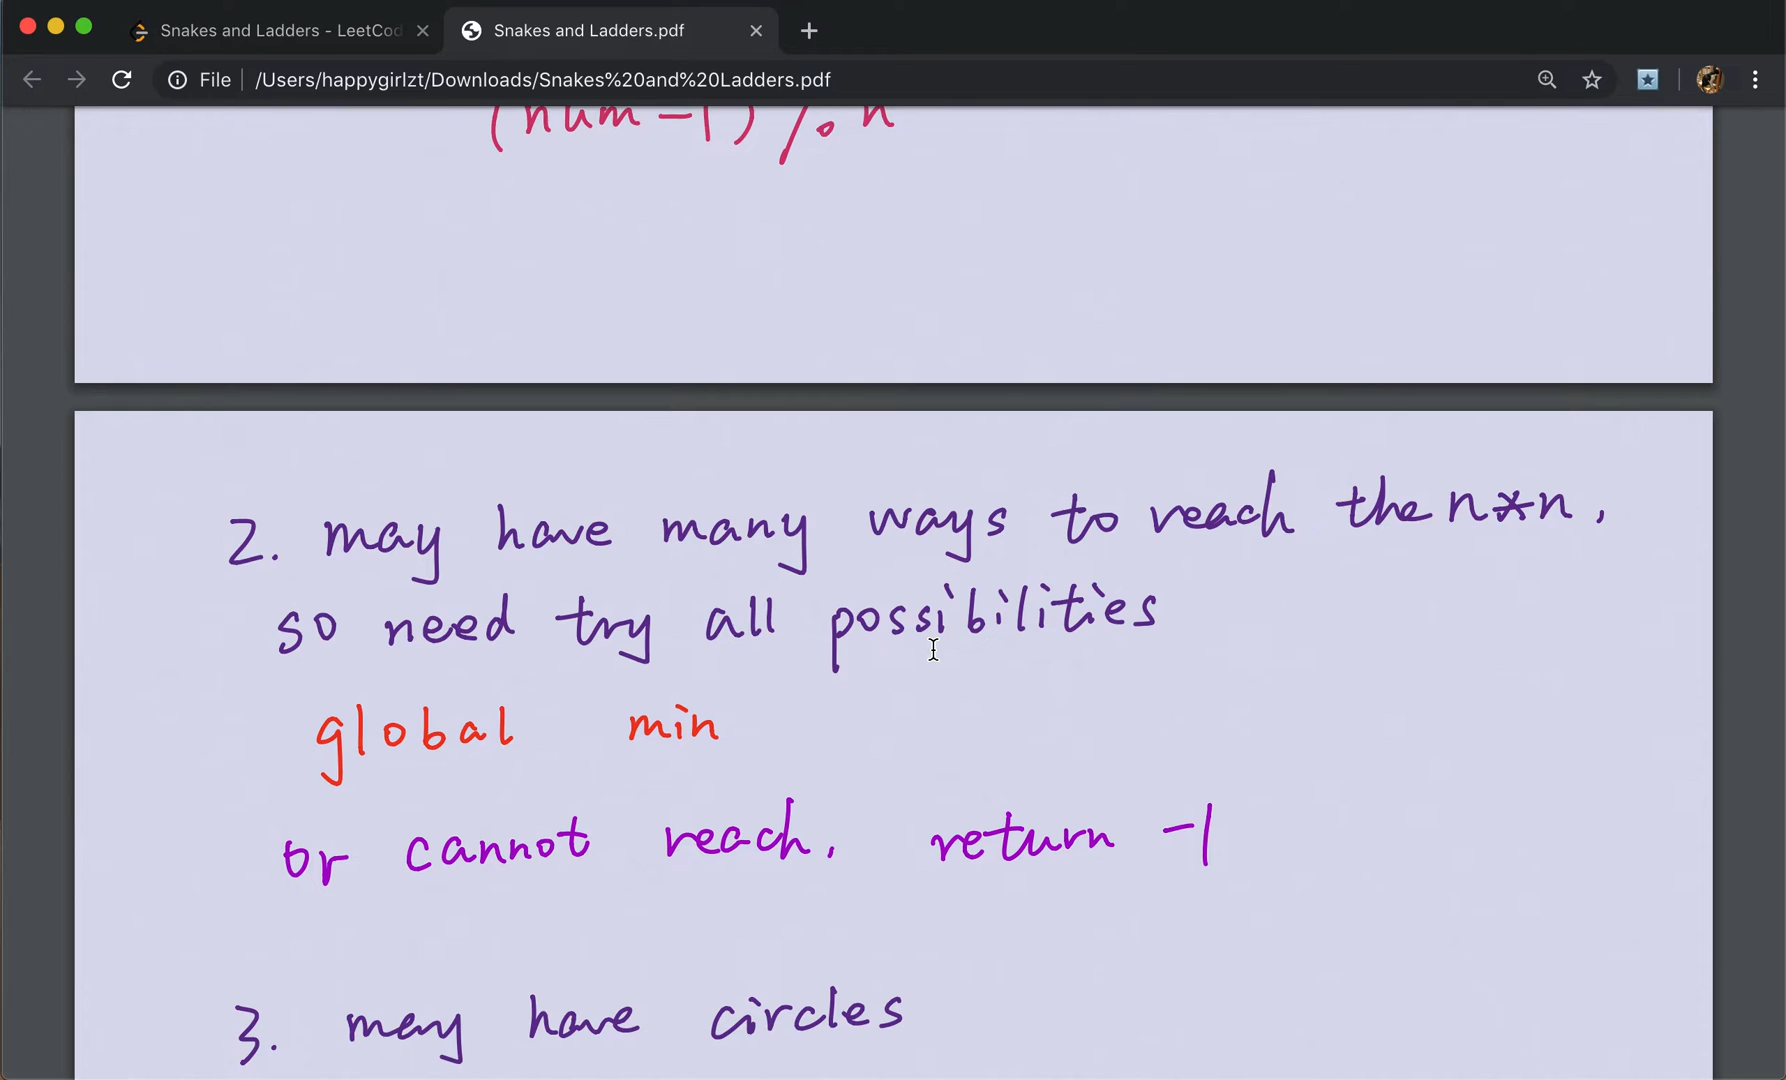 Snakes and Ladders - LeetCod
Snakes and Ladders.pdf
File /Users/happygirlzt/Downloads/Snakes%20and%20Ladders.pdf
(num-1) % n
2. may have many ways to reach the n*n,
so need try all possibilities
global min
or cannot reach, return -1
3. may have circles